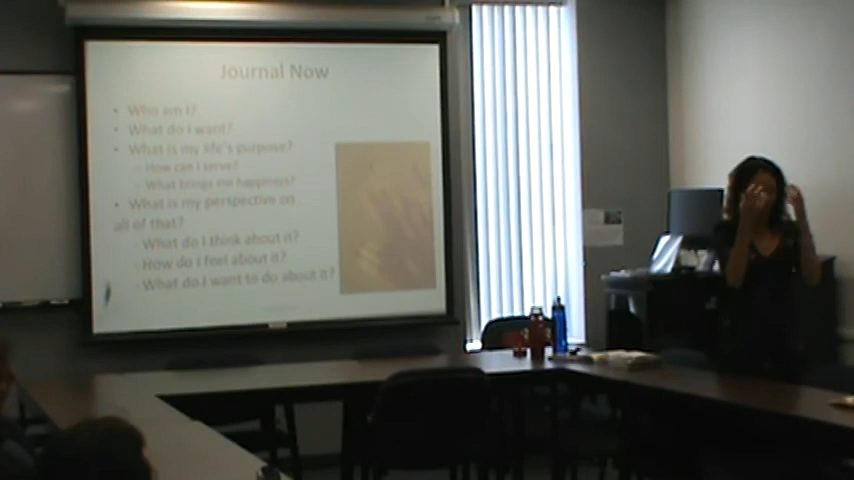 Journal Now
• Who am I?
• What do I want?
• What is my life's purpose?
- How can I serve?
- What brings me happiness?
• What is my perspective on
all of that?
- What do I think about it?
- How do I feel about it?
- What do I want to do about it?